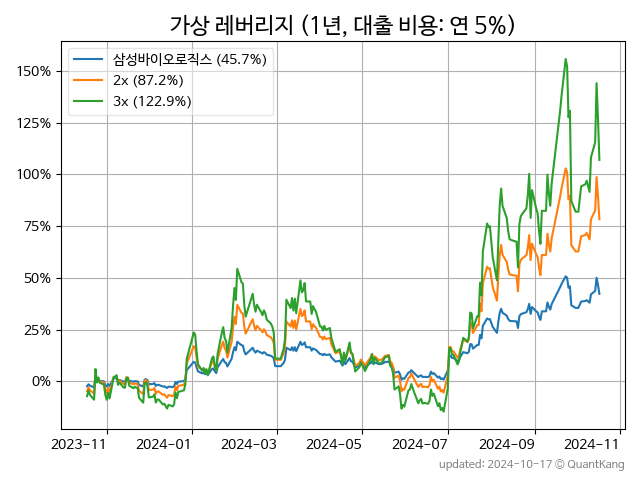 가상 레버리지 (1년, 대출 비용: 연 5%)
삼성바이오로직스 (45.7%)
2x (87.2%)
3x (122.9%)
150%
125%
100%
75%
50%
25%
0%
2023-11
2024-01
2024-03
2024-05
2024-07
2024-09
2024-11
updated: 2024-10-17 © QuantKang